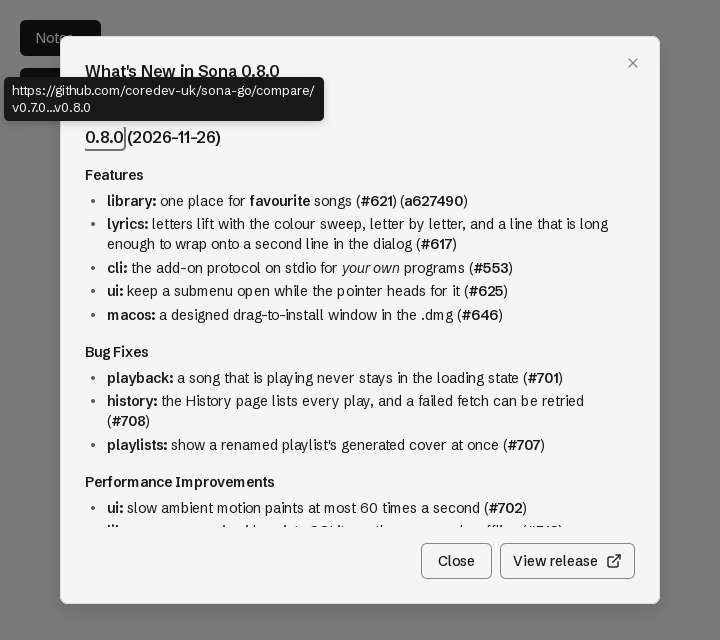 Notes
What's New in Sona 0.8.0
https://github.com/coredev-uk/sona-go/compare/
v0.7.0...v0.8.0
0.8.0 (2026-11-26)
Features
• library: one place for favourite songs (#621) (a627490)
• lyrics: letters lift with the colour sweep, letter by letter, and a line that is long
enough to wrap onto a second line in the dialog (#617)
• cli: the add-on protocol on stdio for your own programs (#553)
• ui: keep a submenu open while the pointer heads for it (#625)
• macos: a designed drag-to-install window in the .dmg (#646)
Bug Fixes
• playback: a song that is playing never stays in the loading state (#701)
• history: the History page lists every play, and a failed fetch can be retried
(#708)
• playlists: show a renamed playlist's generated cover at once (#707)
Performance Improvements
• ui: slow ambient motion paints at most 60 times a second (#702)
Close
View release